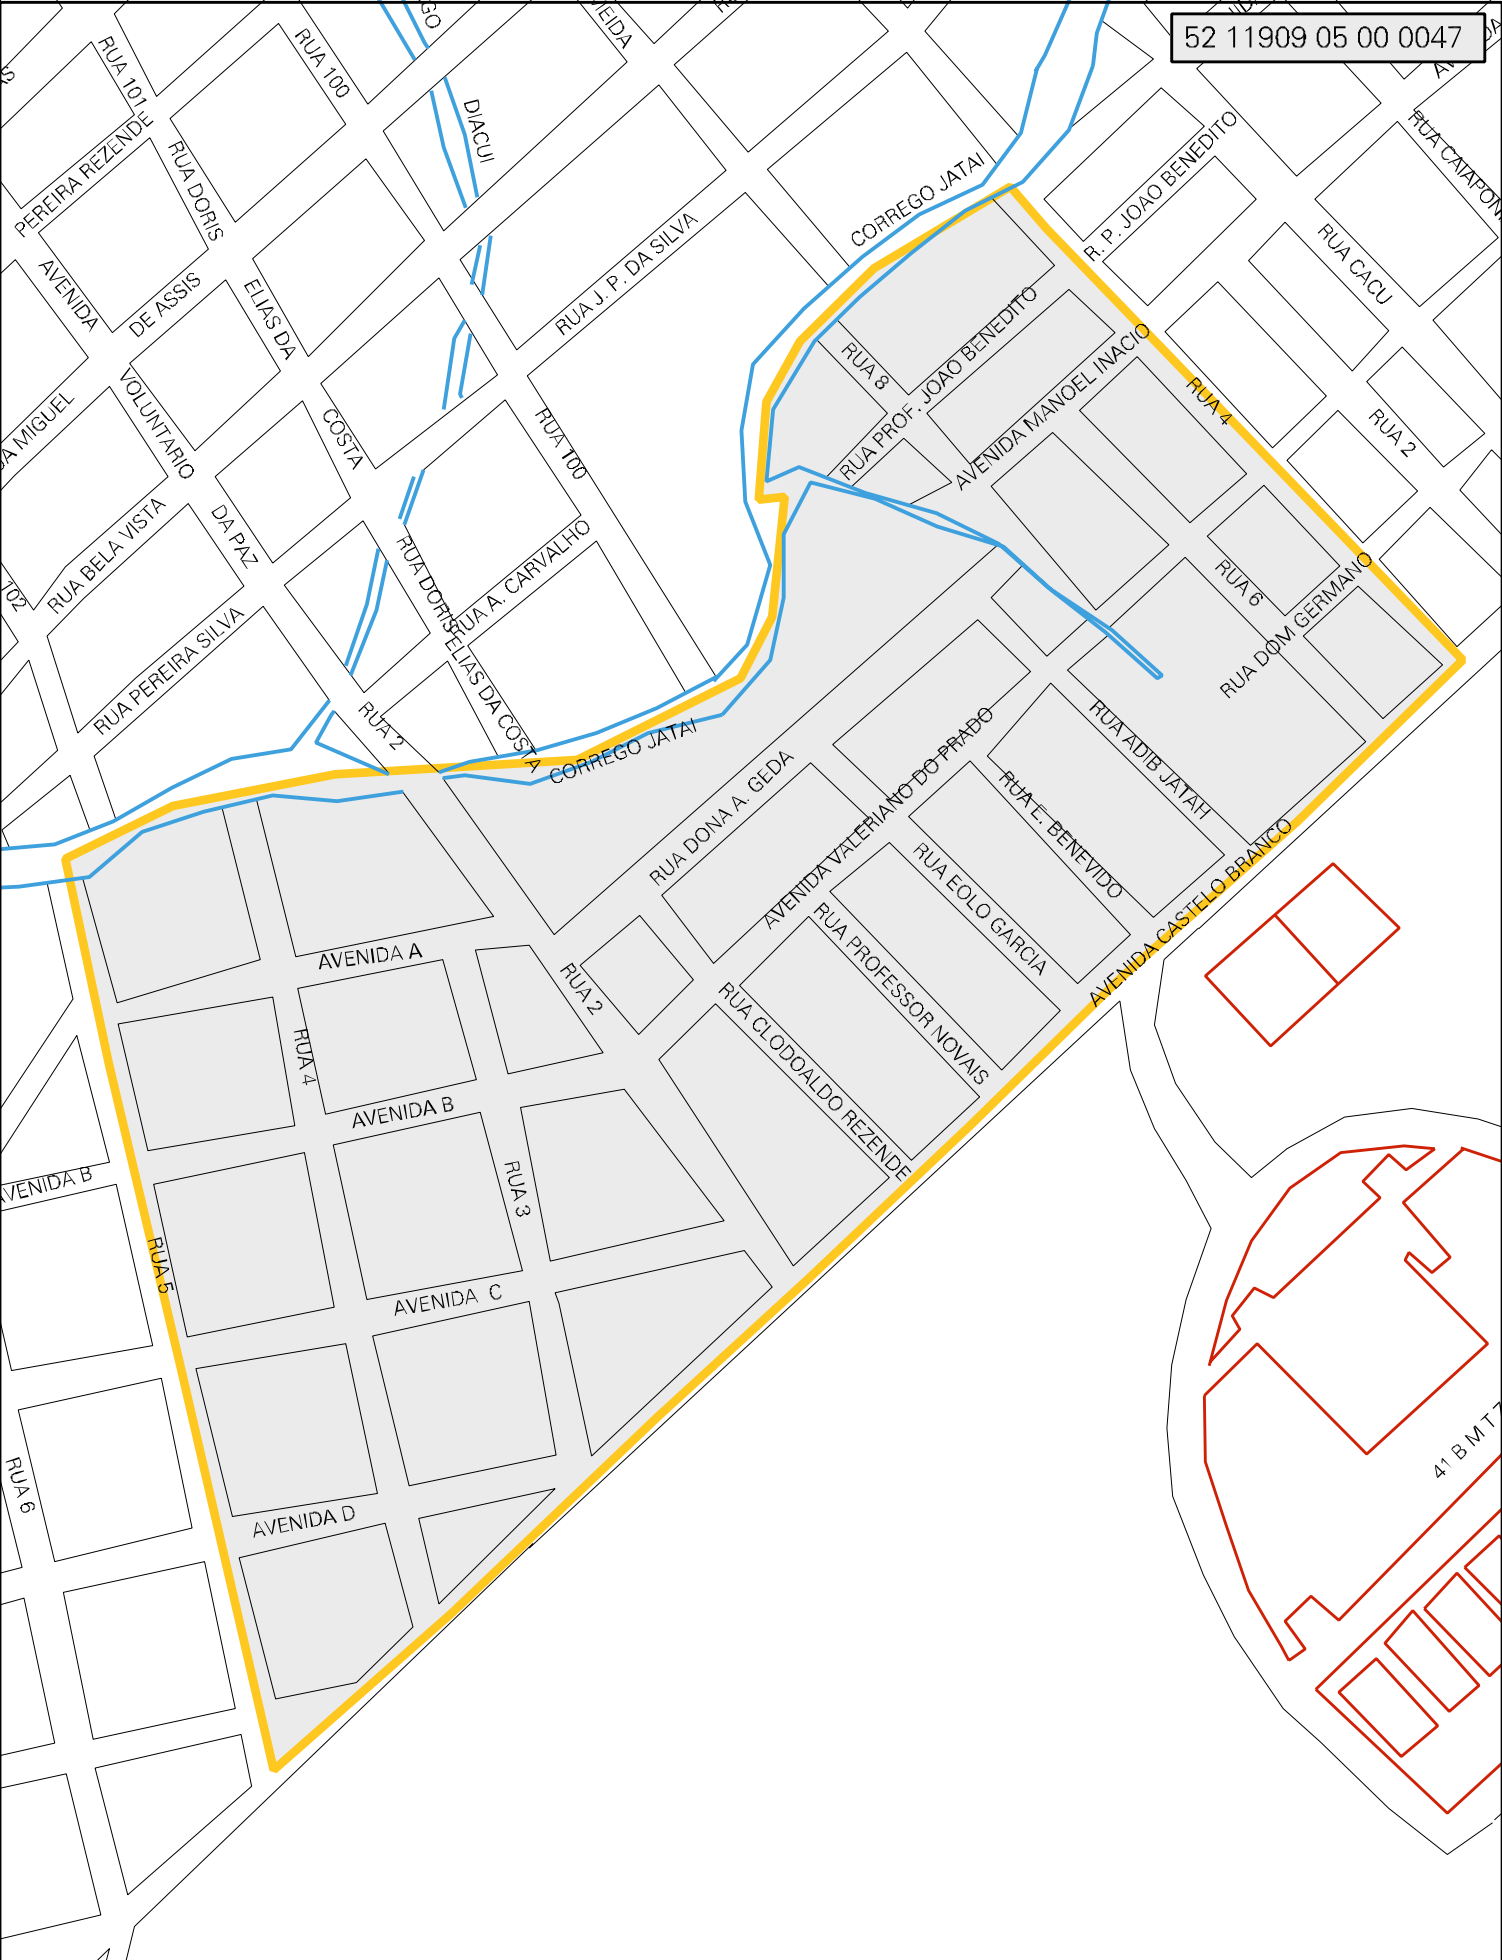 52 11909 05 00 0047
RUA 101
RUA 100
DIACUI
PEREIRA REZENDE
RUA DORIS
CORREGO JATAI
R. P. JOAO BENEDITO
RUA CACU
AVENIDA
DE ASSIS
ELIAS DA
RUA J. P. DA SILVA
RUA PROF. JOAO BENEDITO
RUA 8
AVENIDA MANOEL INACIO
RUA 4
RUA 2
VOLUNTARIO
COSTA
RUA 100
A MIGUEL
RUA BELA VISTA
DA PAZ
RUA DORIS ELIAS DA COSTA
RUA A. CARVALHO
102
RUA PEREIRA SILVA
RUA 2
CORREGO JATAI
RUA 6
RUA DOM GERMANO
RUA ADIB JATAH
RUA DONA A. GEDA
AVENIDA VALERIANO DO PRADO
RUA E. BENEVIDO
RUA EOLO GARCIA
AVENIDA CASTELO BRANCO
RUA PROFESSOR NOVAIS
RUA CLODOALDO REZENDE
AVENIDA A
RUA 2
RUA 4
AVENIDA B
AVENIDA B
RUA 3
RUA 5
AVENIDA C
RUA 6
AVENIDA D
41 B M T Z